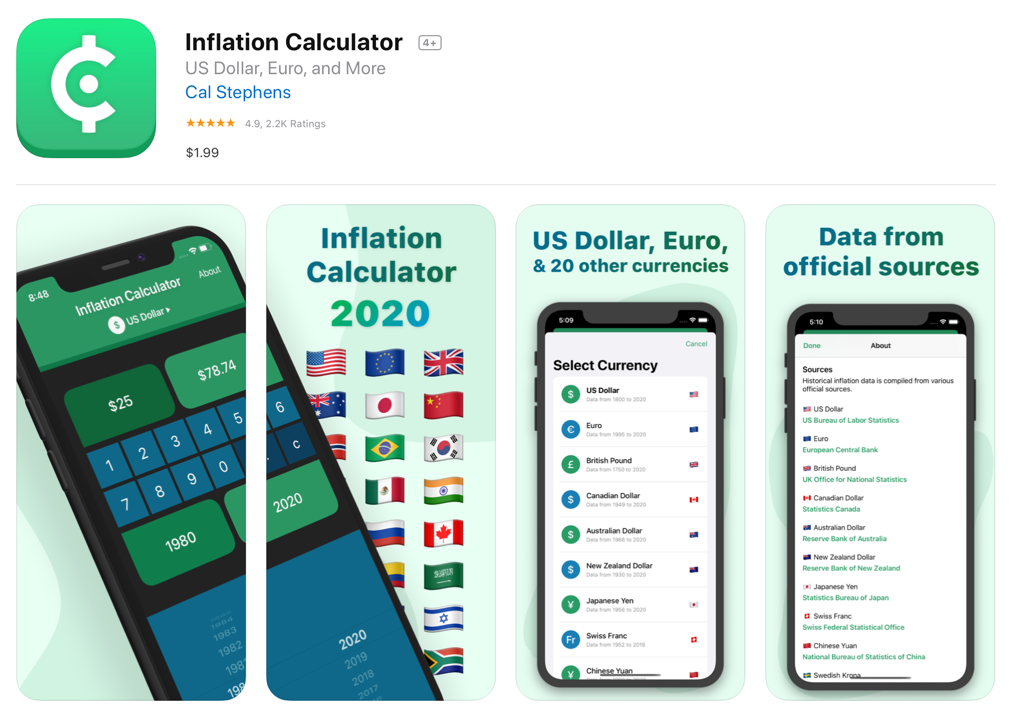 Inflation Calculator 4+
US Dollar, Euro, and More
Cal Stephens
★★★★★ 4.9, 2.2K Ratings
$1.99
8:48
Inflation Calculator
About
$ US Dollar
$25
$78.74
1 2 3 4 5 6
7 8 9 0 . c
1980
2020
1983
1982
2020
2019
2018
2017
Inflation
Calculator
2020
US Dollar, Euro,
& 20 other currencies
5:09
Cancel
Select Currency
$ US Dollar
Data from 1800 to 2020
€ Euro
Data from 1996 to 2020
£ British Pound
Data from 1750 to 2020
$ Canadian Dollar
Data from 1949 to 2020
$ Australian Dollar
Data from 1966 to 2020
$ New Zealand Dollar
Data from 1930 to 2020
¥ Japanese Yen
Data from 1956 to 2020
Fr Swiss Franc
Data from 1952 to 2019
¥ Chinese Yuan
Data from
official sources
5:10
Done
About
Sources
Historical inflation data is compiled from various
official sources.
US Dollar
US Bureau of Labor Statistics
Euro
European Central Bank
British Pound
UK Office for National Statistics
Canadian Dollar
Statistics Canada
Australian Dollar
Reserve Bank of Australia
New Zealand Dollar
Reserve Bank of New Zealand
Japanese Yen
Statistics Bureau of Japan
Swiss Franc
Swiss Federal Statistical Office
Chinese Yuan
National Bureau of Statistics of China
Swedish Krona